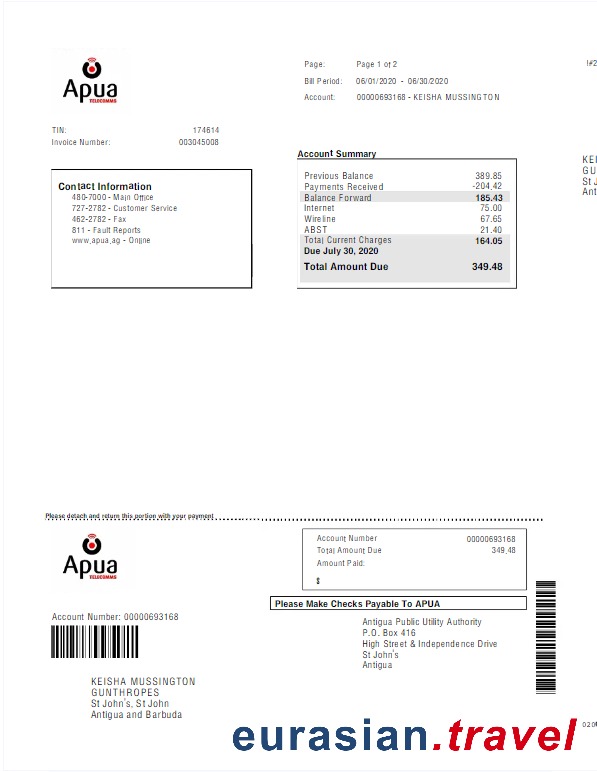 Apua
TELECOMMS
Page: Page 1 of 2
Bill Period: 06/01/2020 - 06/30/2020
Account: 00000693168 - KEISHA MUSSINGTON
!#2
TIN: 174614
Invoice Number: 003045008
Contact Information
480-7000 - Main Office
727-2782 - Customer Service
462-2782 - Fax
811 - Fault Reports
www.apua.ag - Online
Account Summary
Previous Balance 389.85
Payments Received -204.42
Balance Forward 185.43
Internet 75.00
Wireline 67.65
ABST 21.40
Total Current Charges 164.05
Due July 30, 2020
Total Amount Due 349.48
KEI
GU
St J
Ant
Please detach and return this portion with your payment
Apua
TELECOMMS
Account Number 00000693168
Total Amount Due 349.48
Amount Paid:
$
Please Make Checks Payable To APUA
Account Number: 00000693168
Antigua Public Utility Authority
P.O. Box 416
High Street & Independence Drive
St John's
Antigua
KEISHA MUSSINGTON
GUNTHROPES
St John's, St John
Antigua and Barbuda
eurasian.travel